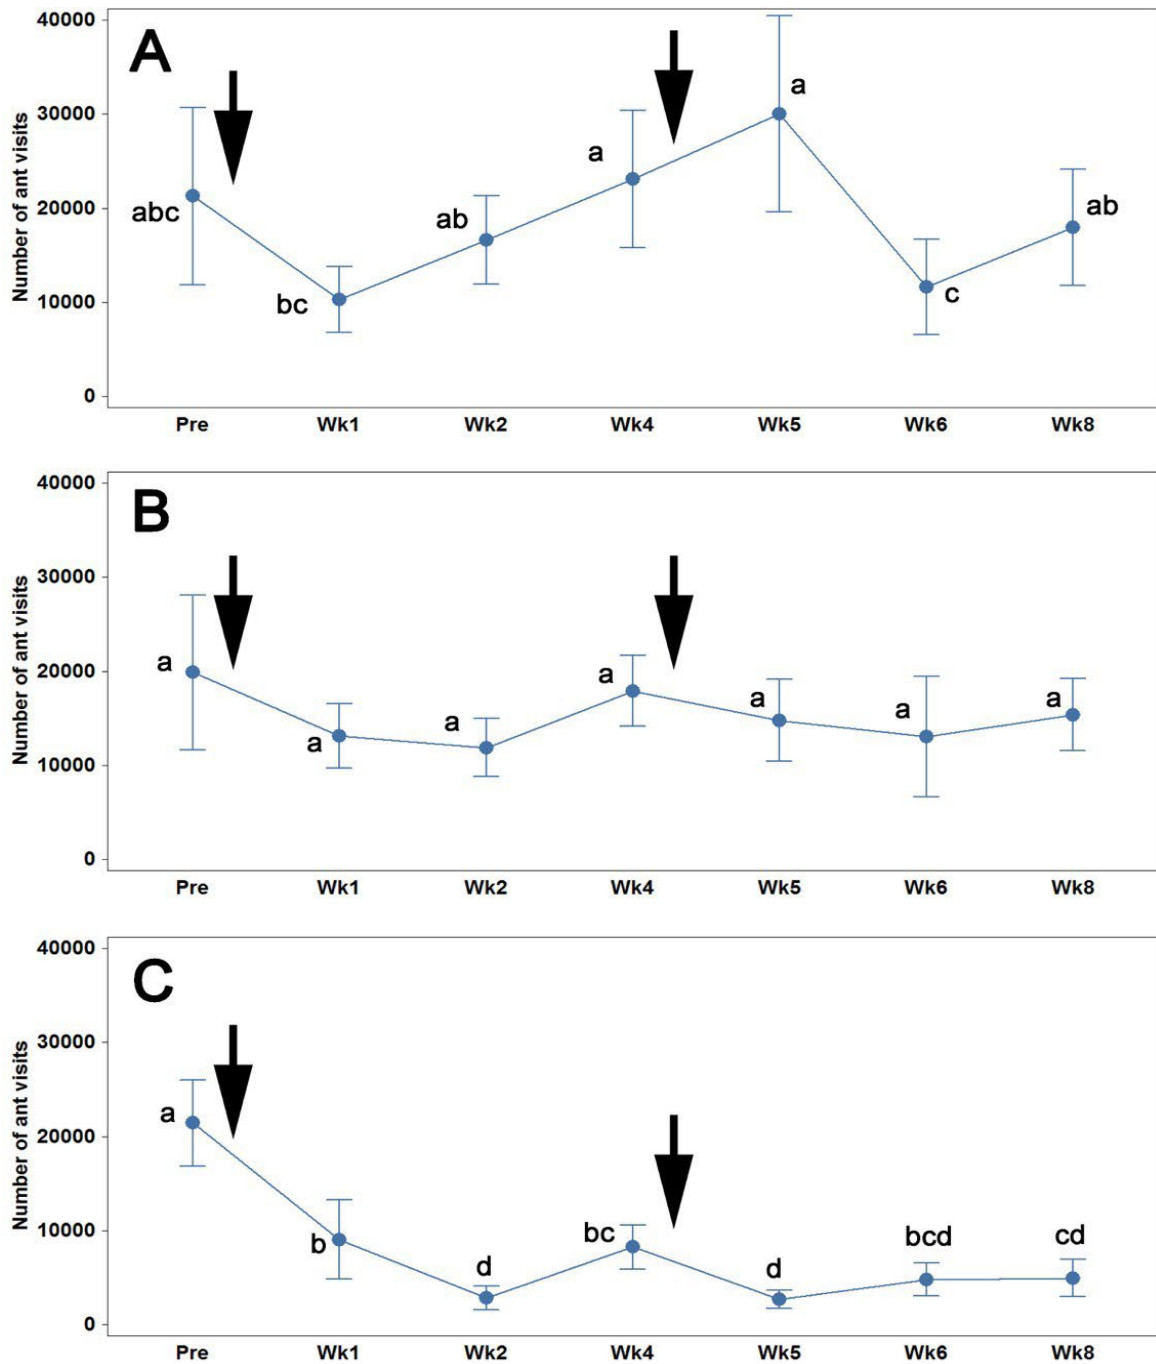 A
Number of ant visits
40000
30000
20000
10000
0
abc
bc
ab
a
a
c
ab
Pre Wk1 Wk2 Wk4 Wk5 Wk6 Wk8
B
Number of ant visits
40000
30000
20000
10000
0
a
a
a
a
a
a
a
Pre Wk1 Wk2 Wk4 Wk5 Wk6 Wk8
C
Number of ant visits
40000
30000
20000
10000
0
a
b
d
bc
d
bcd
cd
Pre Wk1 Wk2 Wk4 Wk5 Wk6 Wk8